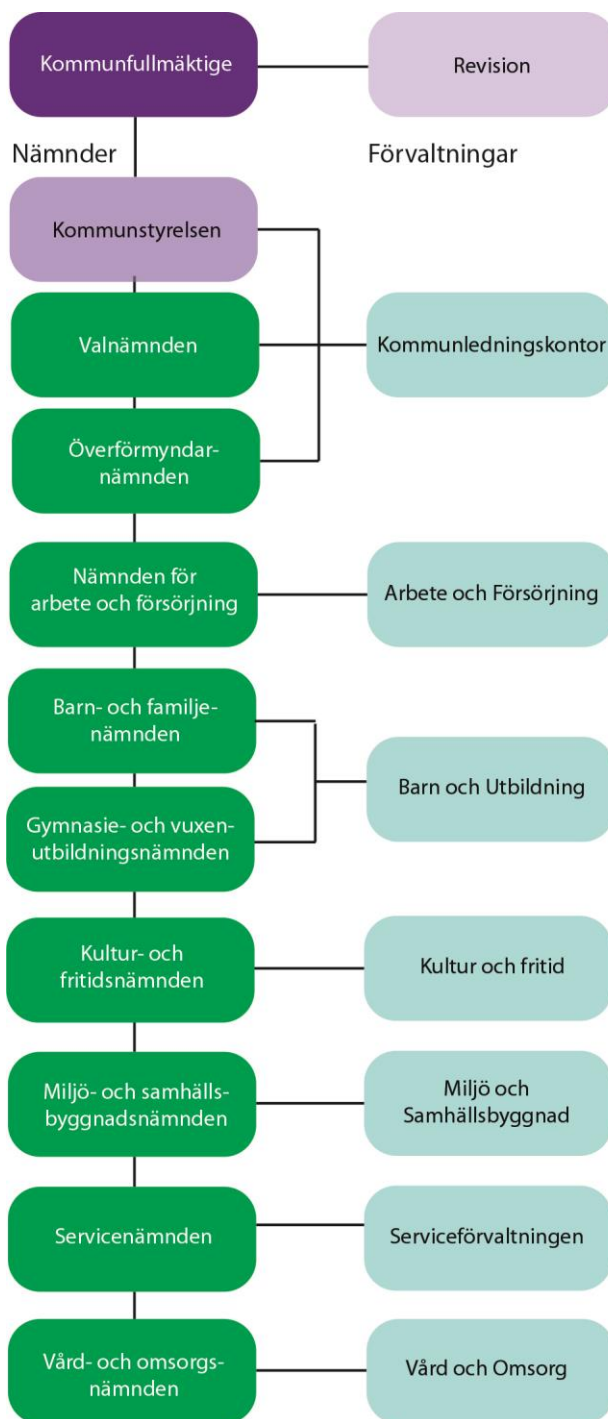 Kommunfullmäktige
Revision
Nämnder
Förvaltningar
Kommunstyrelsen
Valnämnden
Kommunledningskontor
Överförmyndar-
nämnden
Nämnden för
arbete och försörjning
Arbete och Försörjning
Barn- och familje-
nämnden
Barn och Utbildning
Gymnasie- och vuxen-
utbildningsnämnden
Kultur- och
fritidsnämnden
Kultur och fritid
Miljö- och samhälls-
byggnadsnämnden
Miljö och
Samhällsbyggnad
Servicenämnden
Serviceförvaltningen
Vård- och omsorgs-
nämnden
Vård och Omsorg